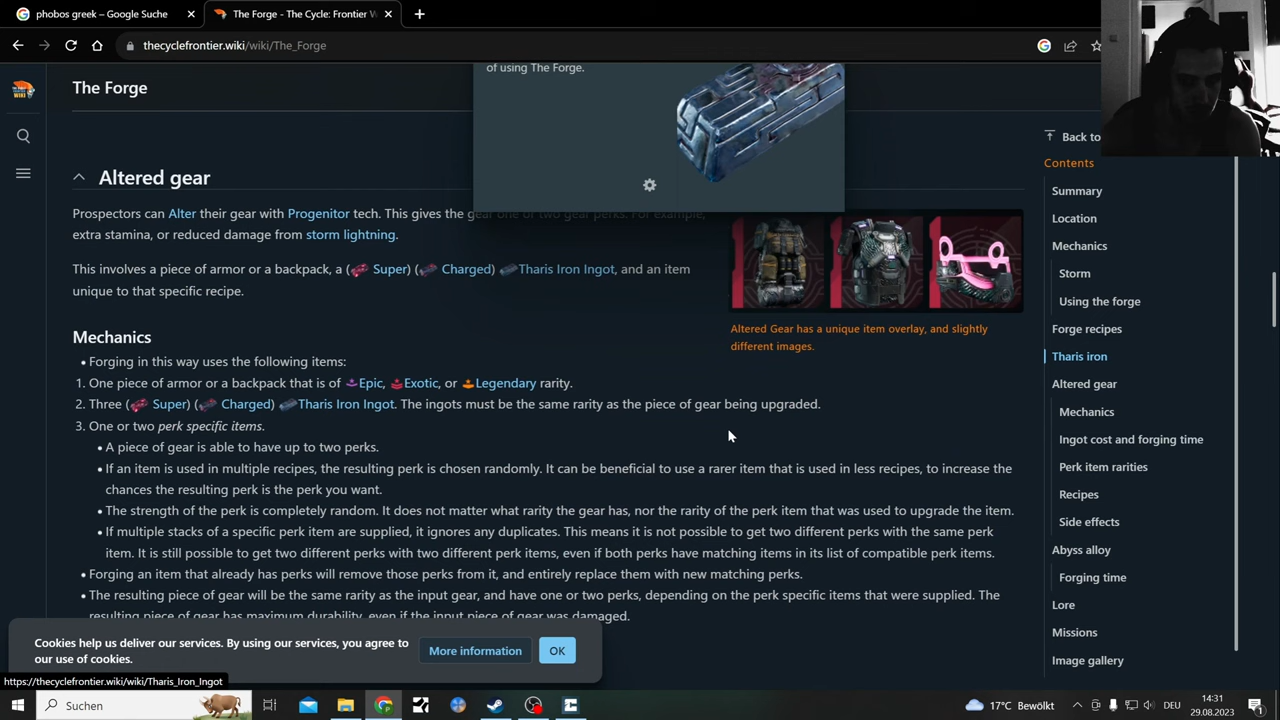 phobos greek – Google Suche
The Forge - The Cycle: Frontier W
thecyclefrontier.wiki/wiki/The_Forge
The Forge
of using The Forge.
Back to
Contents
Summary
Location
Mechanics
Storm
Using the forge
Forge recipes
Tharis iron
Altered gear
Mechanics
Ingot cost and forging time
Perk item rarities
Recipes
Side effects
Abyss alloy
Forging time
Lore
Missions
Image gallery
Altered gear
Prospectors can Alter their gear with Progenitor tech. This gives the gear one of two gear perks. For example,
extra stamina, or reduced damage from storm lightning.
This involves a piece of armor or a backpack, a ( Super) ( Charged) Tharis Iron Ingot, and an item
unique to that specific recipe.
Altered Gear has a unique item overlay, and slightly
different images.
Mechanics
• Forging in this way uses the following items:
1. One piece of armor or a backpack that is of Epic, Exotic, or Legendary rarity.
2. Three ( Super) ( Charged) Tharis Iron Ingot. The ingots must be the same rarity as the piece of gear being upgraded.
3. One or two perk specific items.
• A piece of gear is able to have up to two perks.
• If an item is used in multiple recipes, the resulting perk is chosen randomly. It can be beneficial to use a rarer item that is used in less recipes, to increase the
chances the resulting perk is the perk you want.
• The strength of the perk is completely random. It does not matter what rarity the gear has, nor the rarity of the perk item that was used to upgrade the item.
• If multiple stacks of a specific perk item are supplied, it ignores any duplicates. This means it is not possible to get two different perks with the same perk
item. It is still possible to get two different perks with two different perk items, even if both perks have matching items in its list of compatible perk items.
• Forging an item that already has perks will remove those perks from it, and entirely replace them with new matching perks.
• The resulting piece of gear will be the same rarity as the input gear, and have one or two perks, depending on the perk specific items that were supplied. The
resulting piece of gear has maximum durability, even if the input piece of gear was damaged.
Cookies help us deliver our services. By using our services, you agree to
our use of cookies.
More information
OK
https://thecyclefrontier.wiki/wiki/Tharis_Iron_Ingot
Suchen
17°C Bewölkt
DEU
14:31
29.08.2023